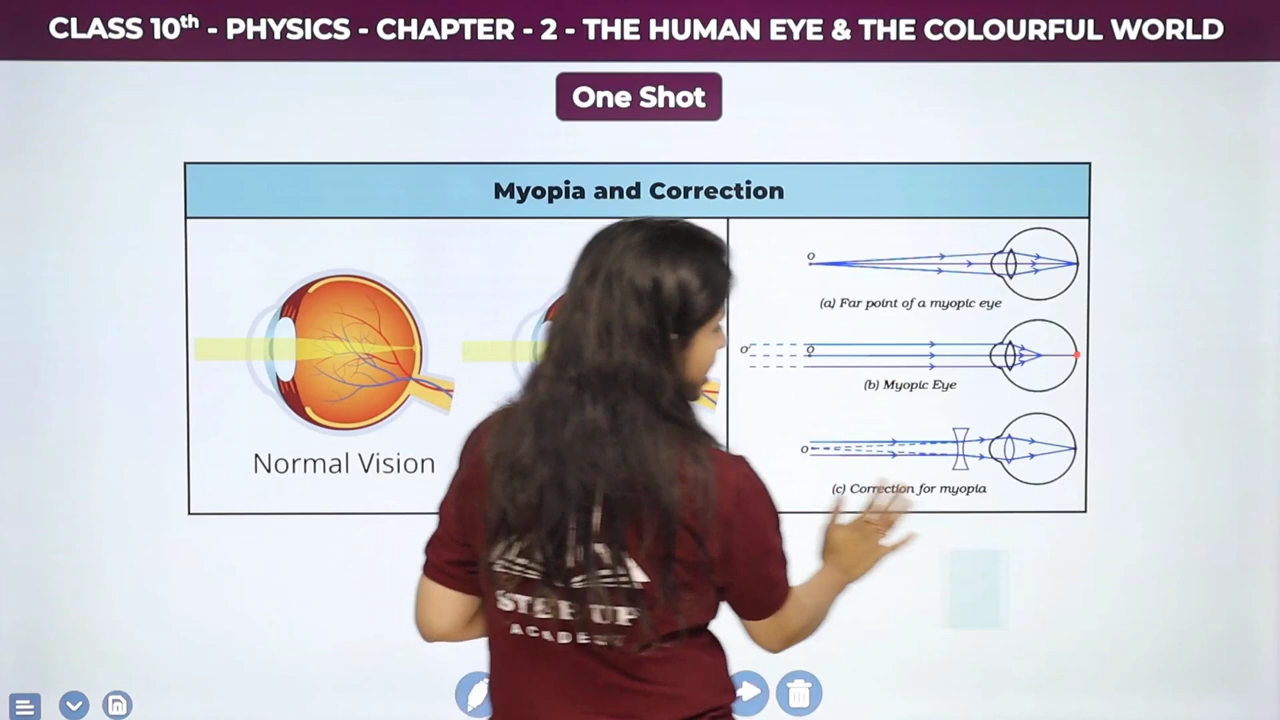 CLASS 10th - PHYSICS - CHAPTER - 2 - THE HUMAN EYE & THE COLOURFUL WORLD
One Shot
Myopia and Correction
Normal Vision
O
(a) Far point of a myopic eye
O'
O
(b) Myopic Eye
O
(c) Correction for myopia
STEP UP
ACADEMY